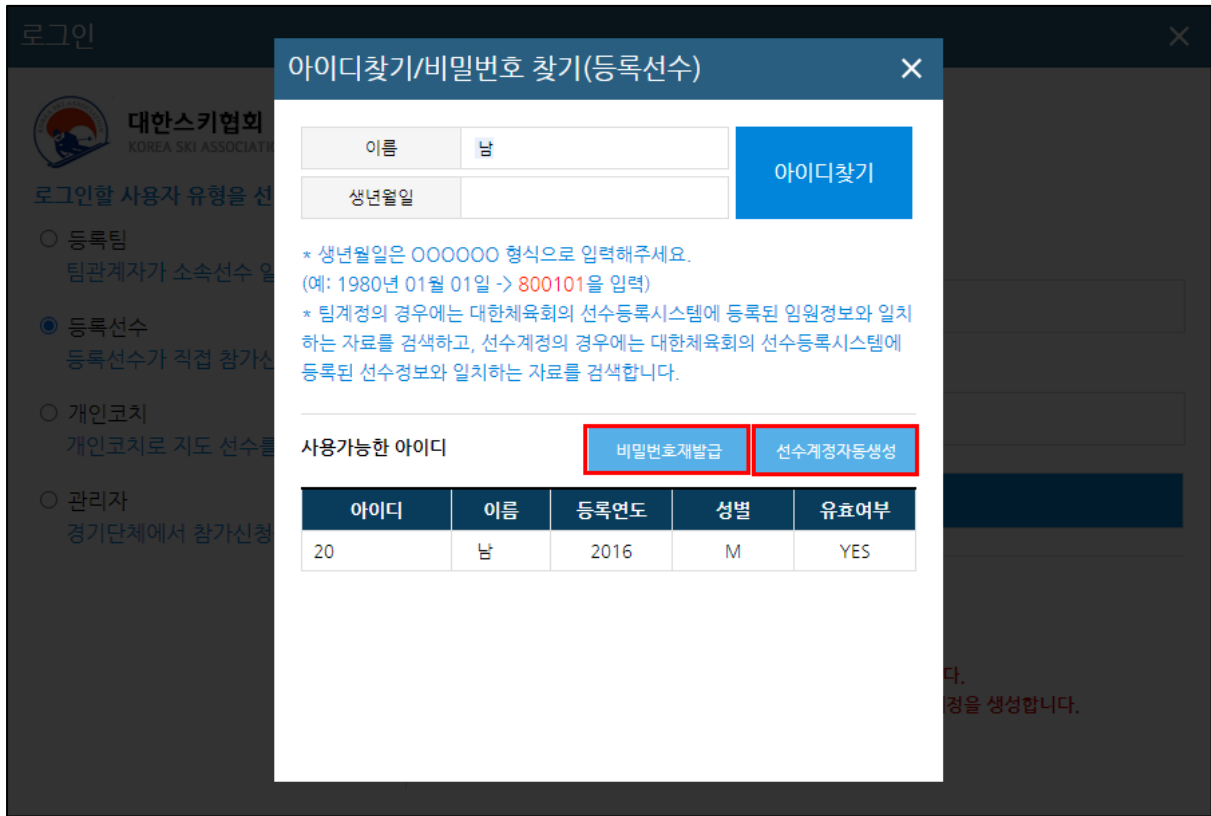 로그인
대한스키협회
KOREA SKI ASSOCIATI
로그인할 사용자 유형을 선
등록팀
팀관계자가 소속선수 일
등록선수
등록선수가 직접 참가신
개인코치
개인코치로 지도 선수를
관리자
경기단체에서 참가신청
아이디찾기/비밀번호 찾기(등록선수)
이름 남
생년월일
아이디찾기
* 생년월일은 OOOOOO 형식으로 입력해주세요.
(예: 1980년 01월 01일 -> 800101을 입력)
* 팀계정의 경우에는 대한체육회의 선수등록시스템에 등록된 임원정보와 일치
하는 자료를 검색하고, 선수계정의 경우에는 대한체육회의 선수등록시스템에
등록된 선수정보와 일치하는 자료를 검색합니다.
사용가능한 아이디 비밀번호재발급 선수계정자동생성
아이디 이름 등록연도 성별 유효여부
20 남 2016 M YES
다.
정을 생성합니다.